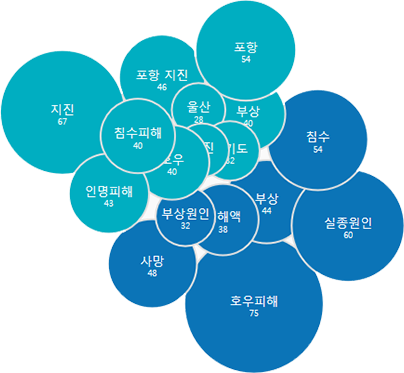 포항
54
포항 지진
46
지진
67
울산
28
부상
40
침수피해
40
침수
54
진
기도
32
호우
40
인명피해
43
부상원인
32
해액
38
부상
44
실종원인
60
사망
48
호우피해
75